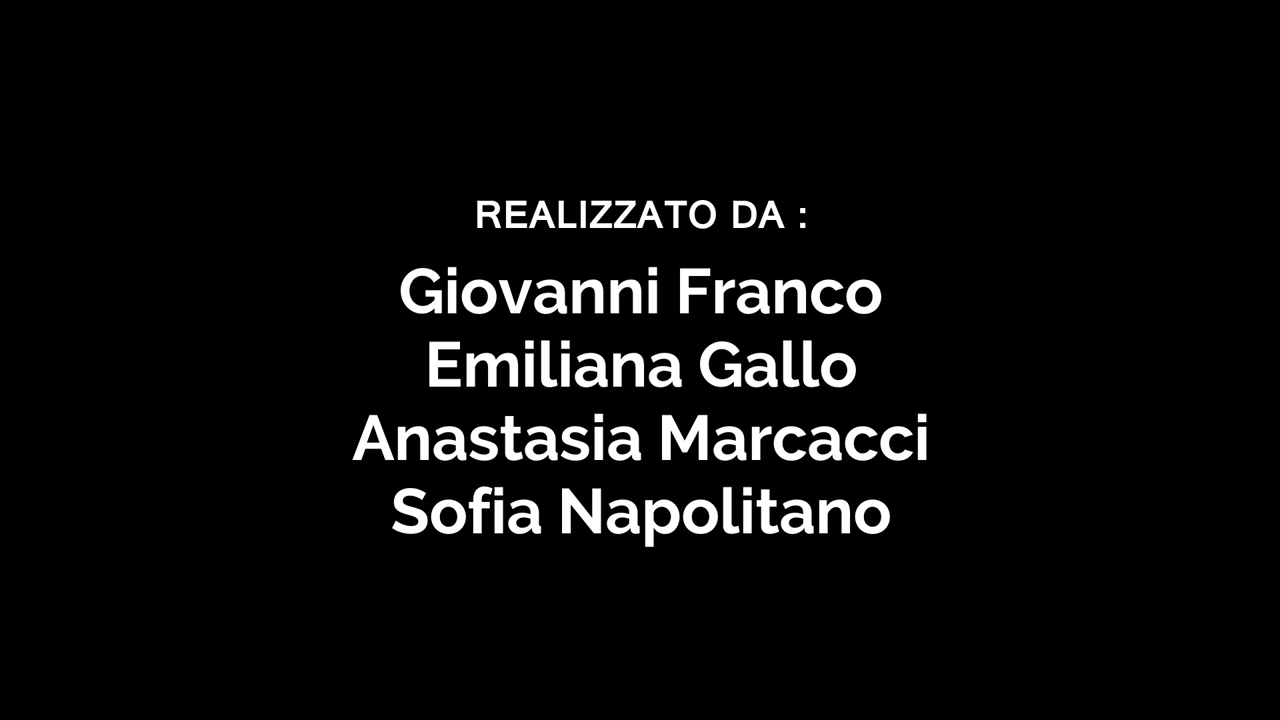 REALIZZATO DA :
Giovanni Franco
Emiliana Gallo
Anastasia Marcacci
Sofia Napolitano